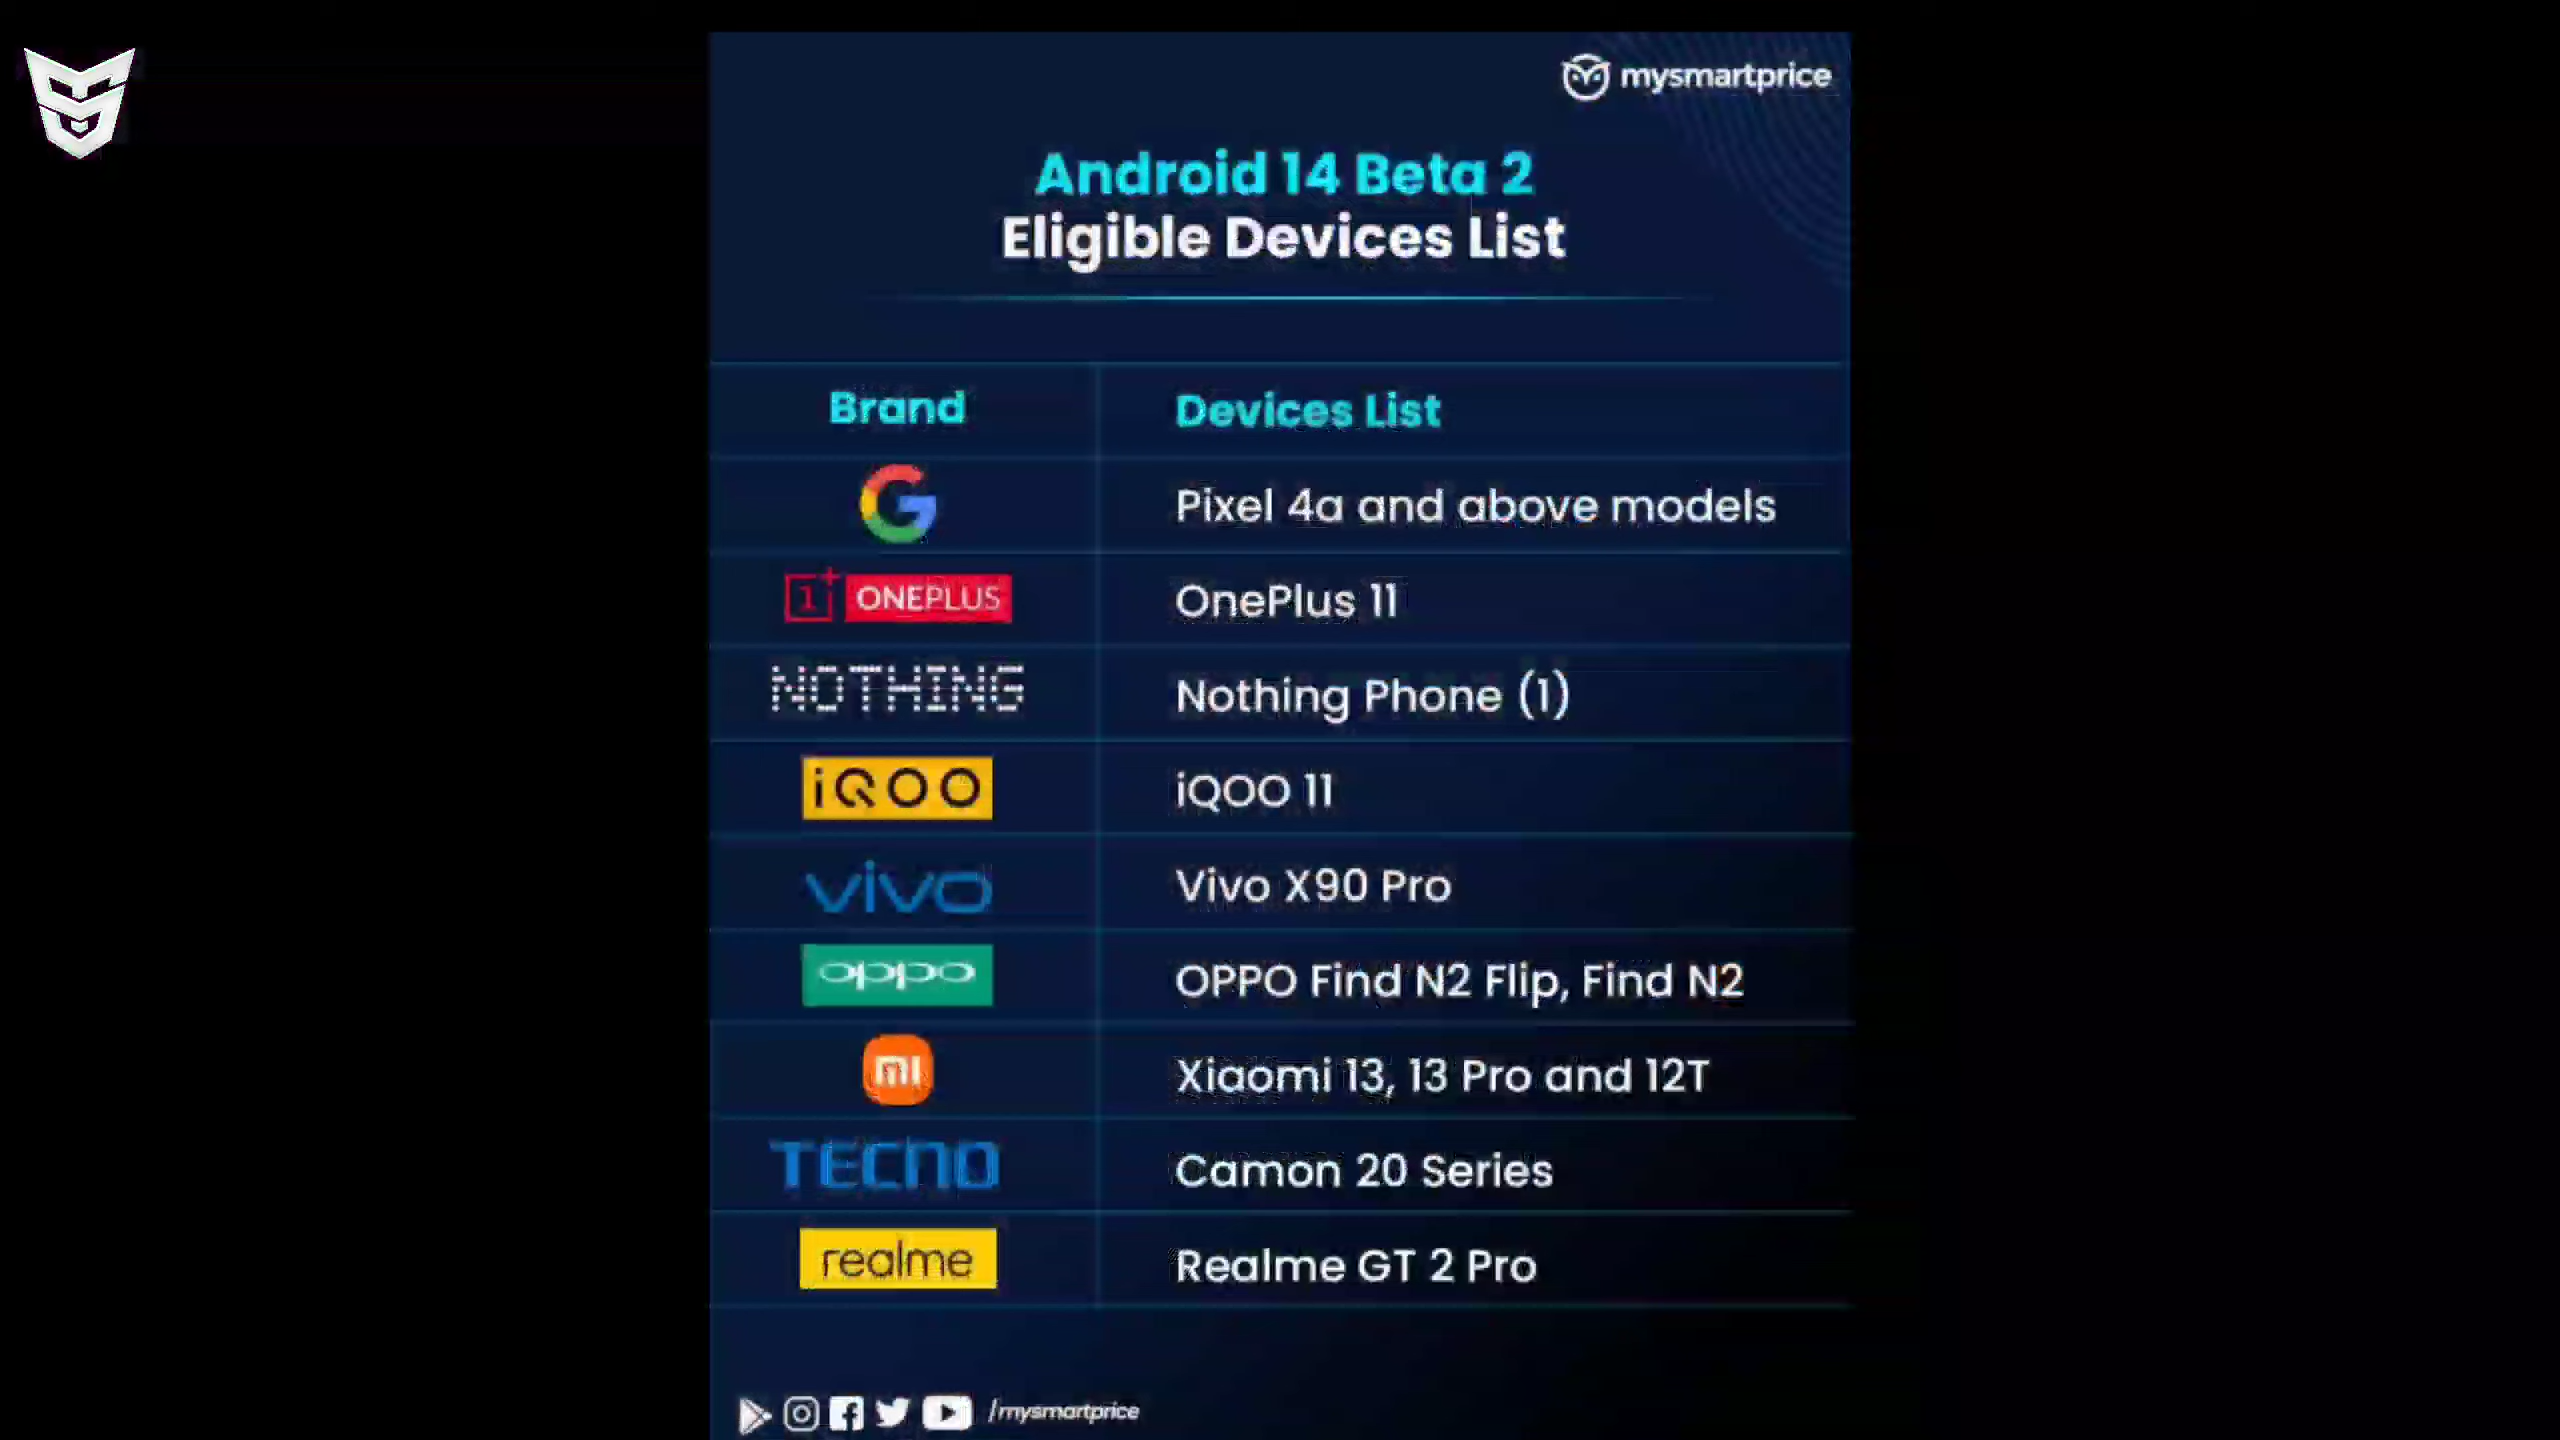 mysmartprice
Android 14 Beta 2
Eligible Devices List
Brand Devices List
G Pixel 4a and above models
1+ ONEPLUS OnePlus 11
NOTHING Nothing Phone (1)
iQOO iQOO 11
vivo Vivo X90 Pro
oppo OPPO Find N2 Flip, Find N2
mi Xiaomi 13, 13 Pro and 12T
TECNO Camon 20 Series
realme Realme GT 2 Pro
/mysmartprice